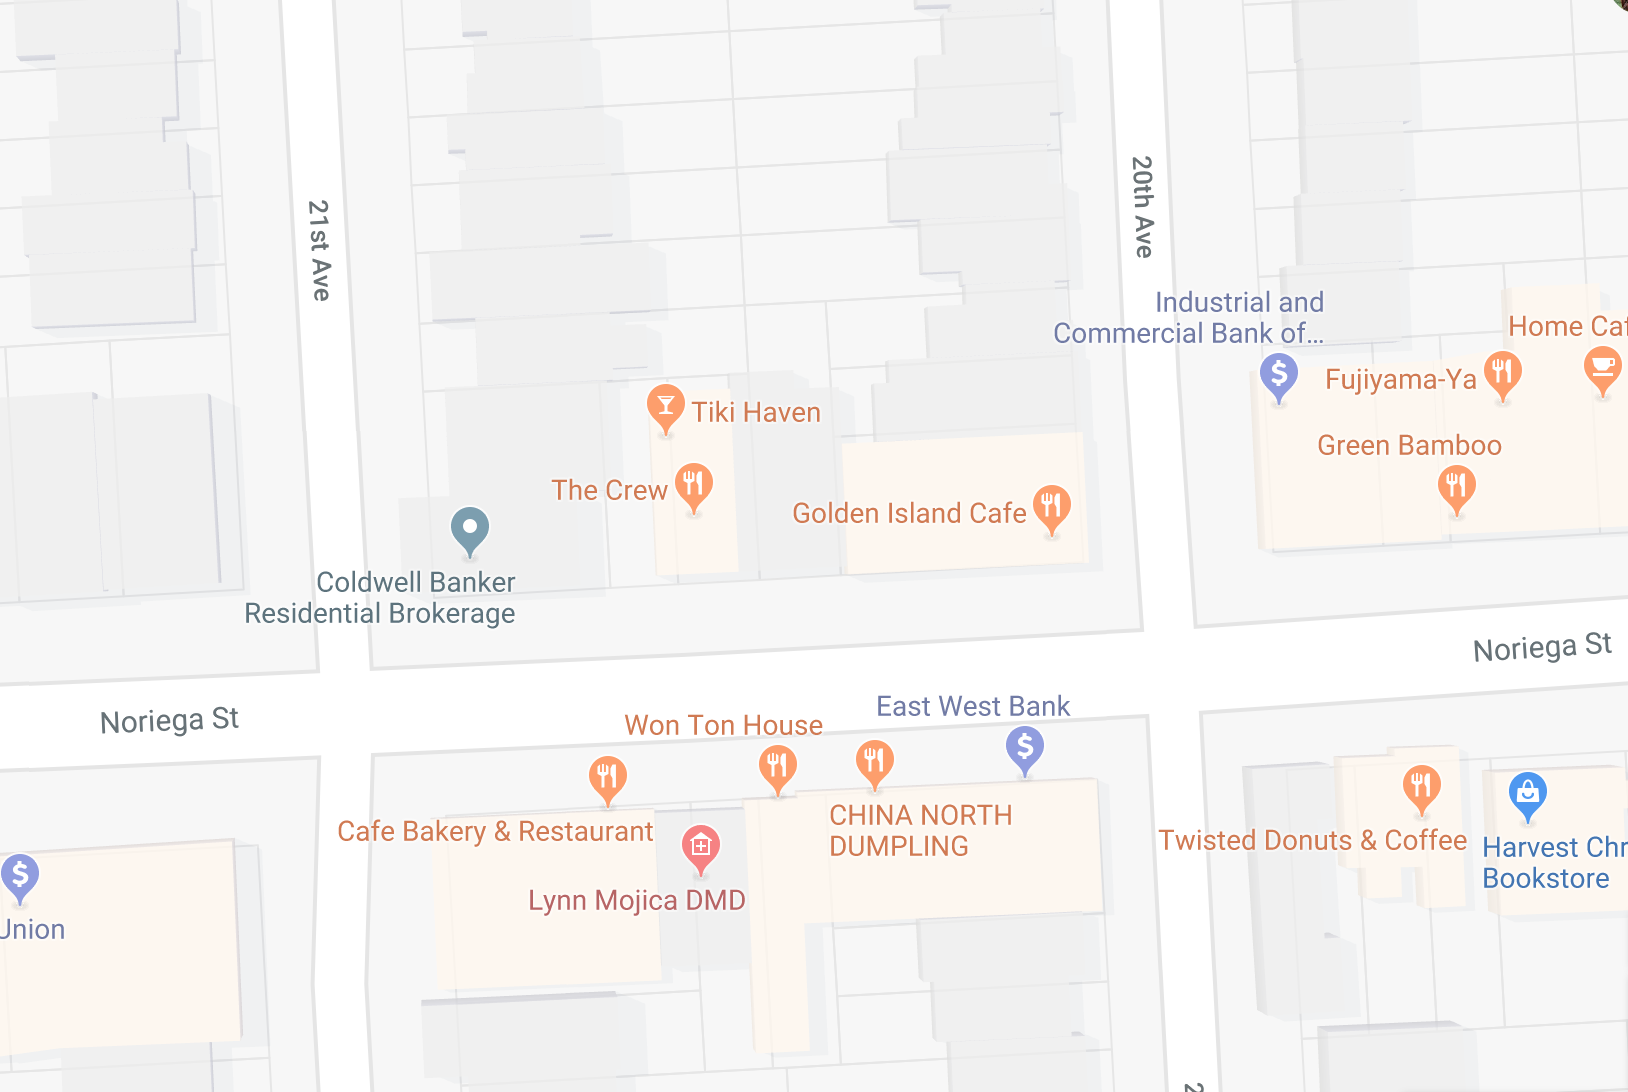 21st Ave
20th Ave
Industrial and
Commercial Bank of...
Home Caf
Fujiyama-Ya
Tiki Haven
Green Bamboo
The Crew
Golden Island Cafe
Coldwell Banker
Residential Brokerage
Noriega St
Noriega St
East West Bank
Won Ton House
CHINA NORTH
DUMPLING
Cafe Bakery & Restaurant
Twisted Donuts & Coffee
Harvest Chr
Bookstore
Lynn Mojica DMD
Union
2